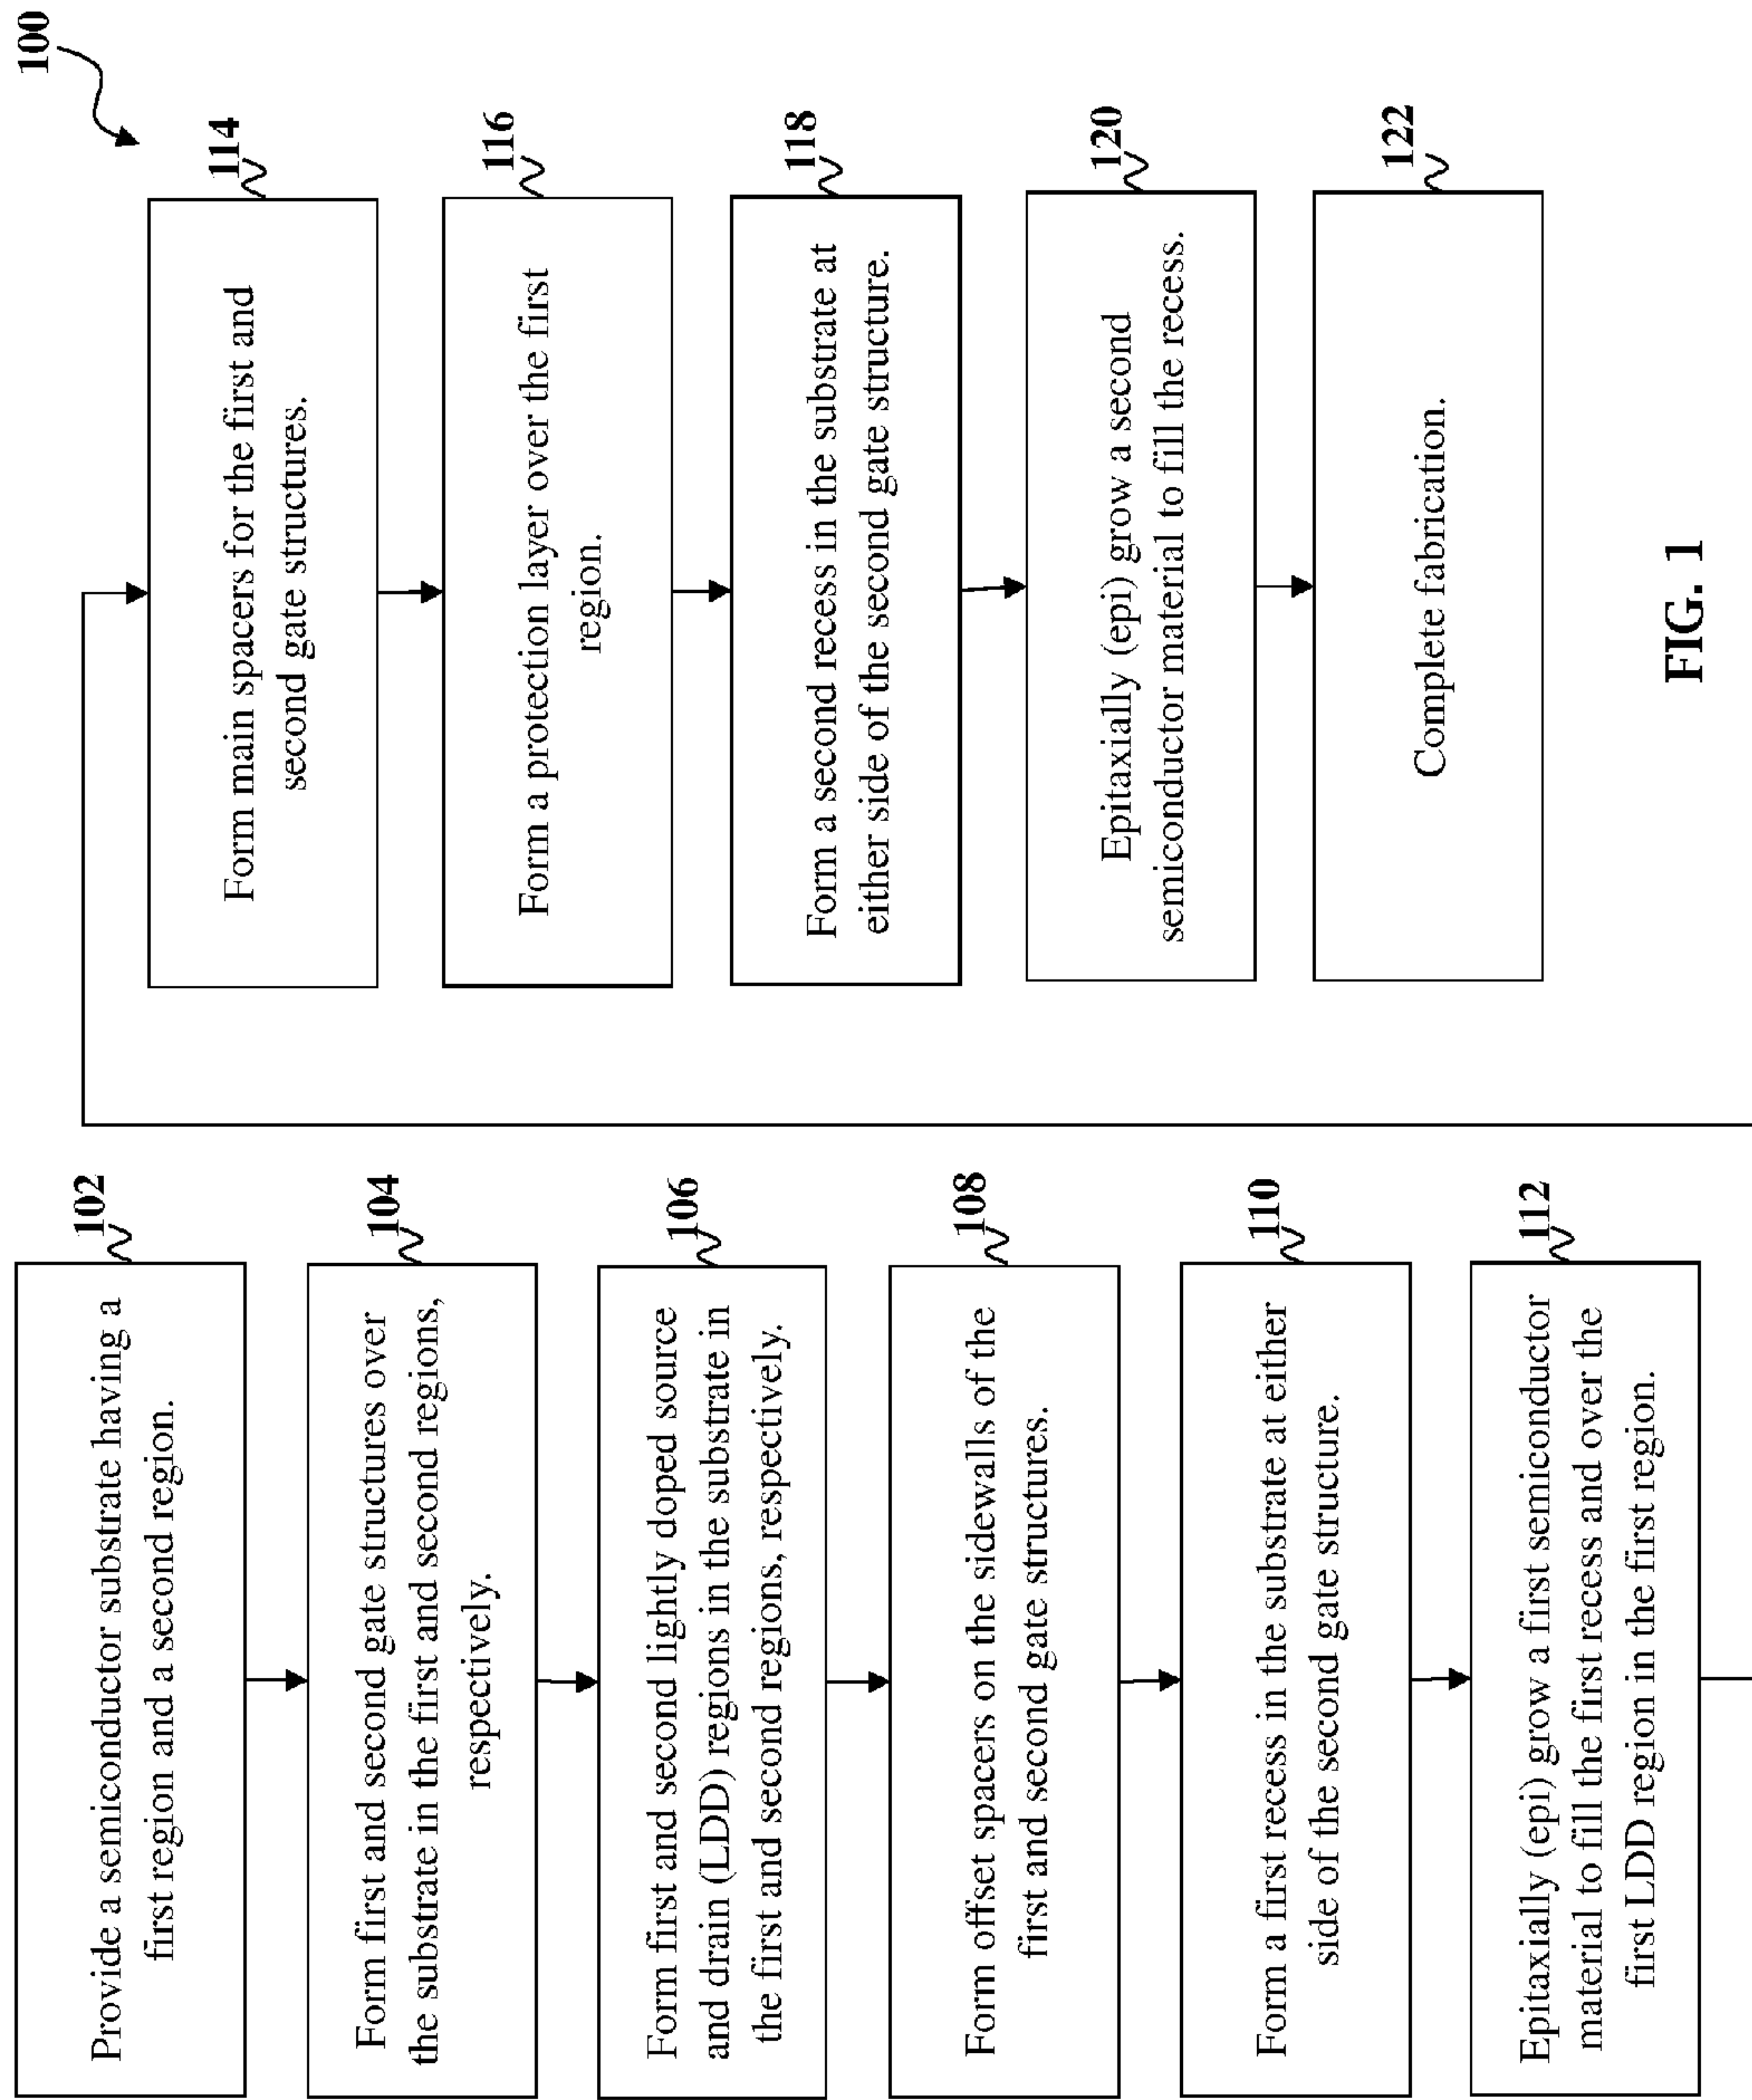 100
102
Provide a semiconductor substrate having a
first region and a second region.
104
Form first and second gate structures over
the substrate in the first and second regions,
respectively.
106
Form first and second lightly doped source
and drain (LDD) regions in the substrate in
the first and second regions, respectively.
108
Form offset spacers on the sidewalls of the
first and second gate structures.
110
Form a first recess in the substrate at either
side of the second gate structure.
112
Epitaxially (epi) grow a first semiconductor
material to fill the first recess and over the
first LDD region in the first region.
114
Form main spacers for the first and
second gate structures.
116
Form a protection layer over the first
region.
118
Form a second recess in the substrate at
either side of the second gate structure.
120
Epitaxially (epi) grow a second
semiconductor material to fill the recess.
122
Complete fabrication.
FIG. 1